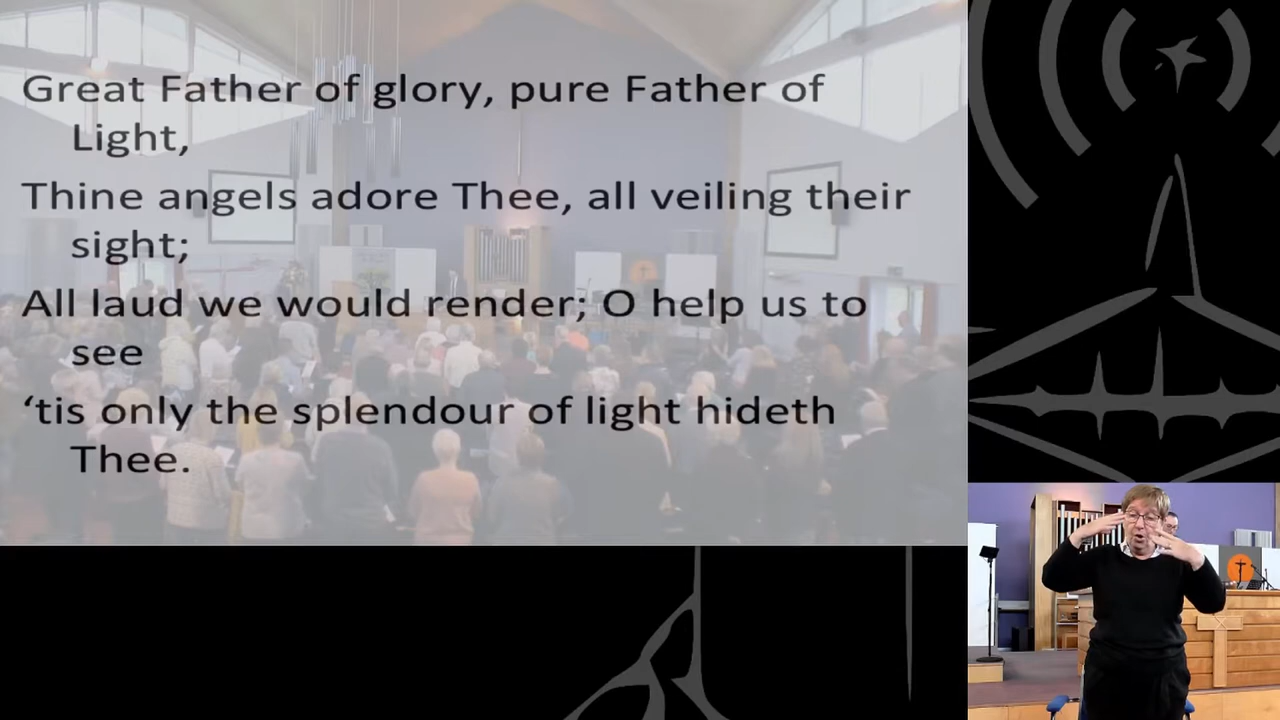 Great Father of glory, pure Father of
Light,
Thine angels adore Thee, all veiling their
sight;
All laud we would render; O help us to
see
‘tis only the splendour of light hideth
Thee.